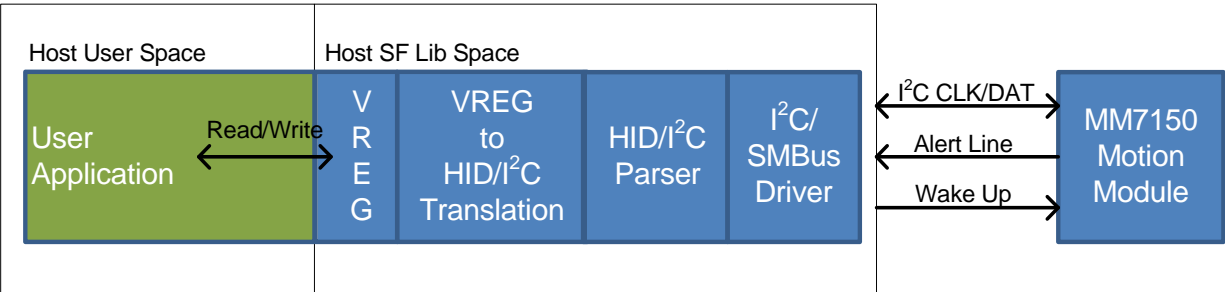 Host User Space
Host SF Lib Space
User
Application
Read/Write
V
R
E
G
VREG
to
HID/I²C
Translation
HID/I²C
Parser
I²C/
SMBus
Driver
I²C CLK/DAT
Alert Line
Wake Up
MM7150
Motion
Module